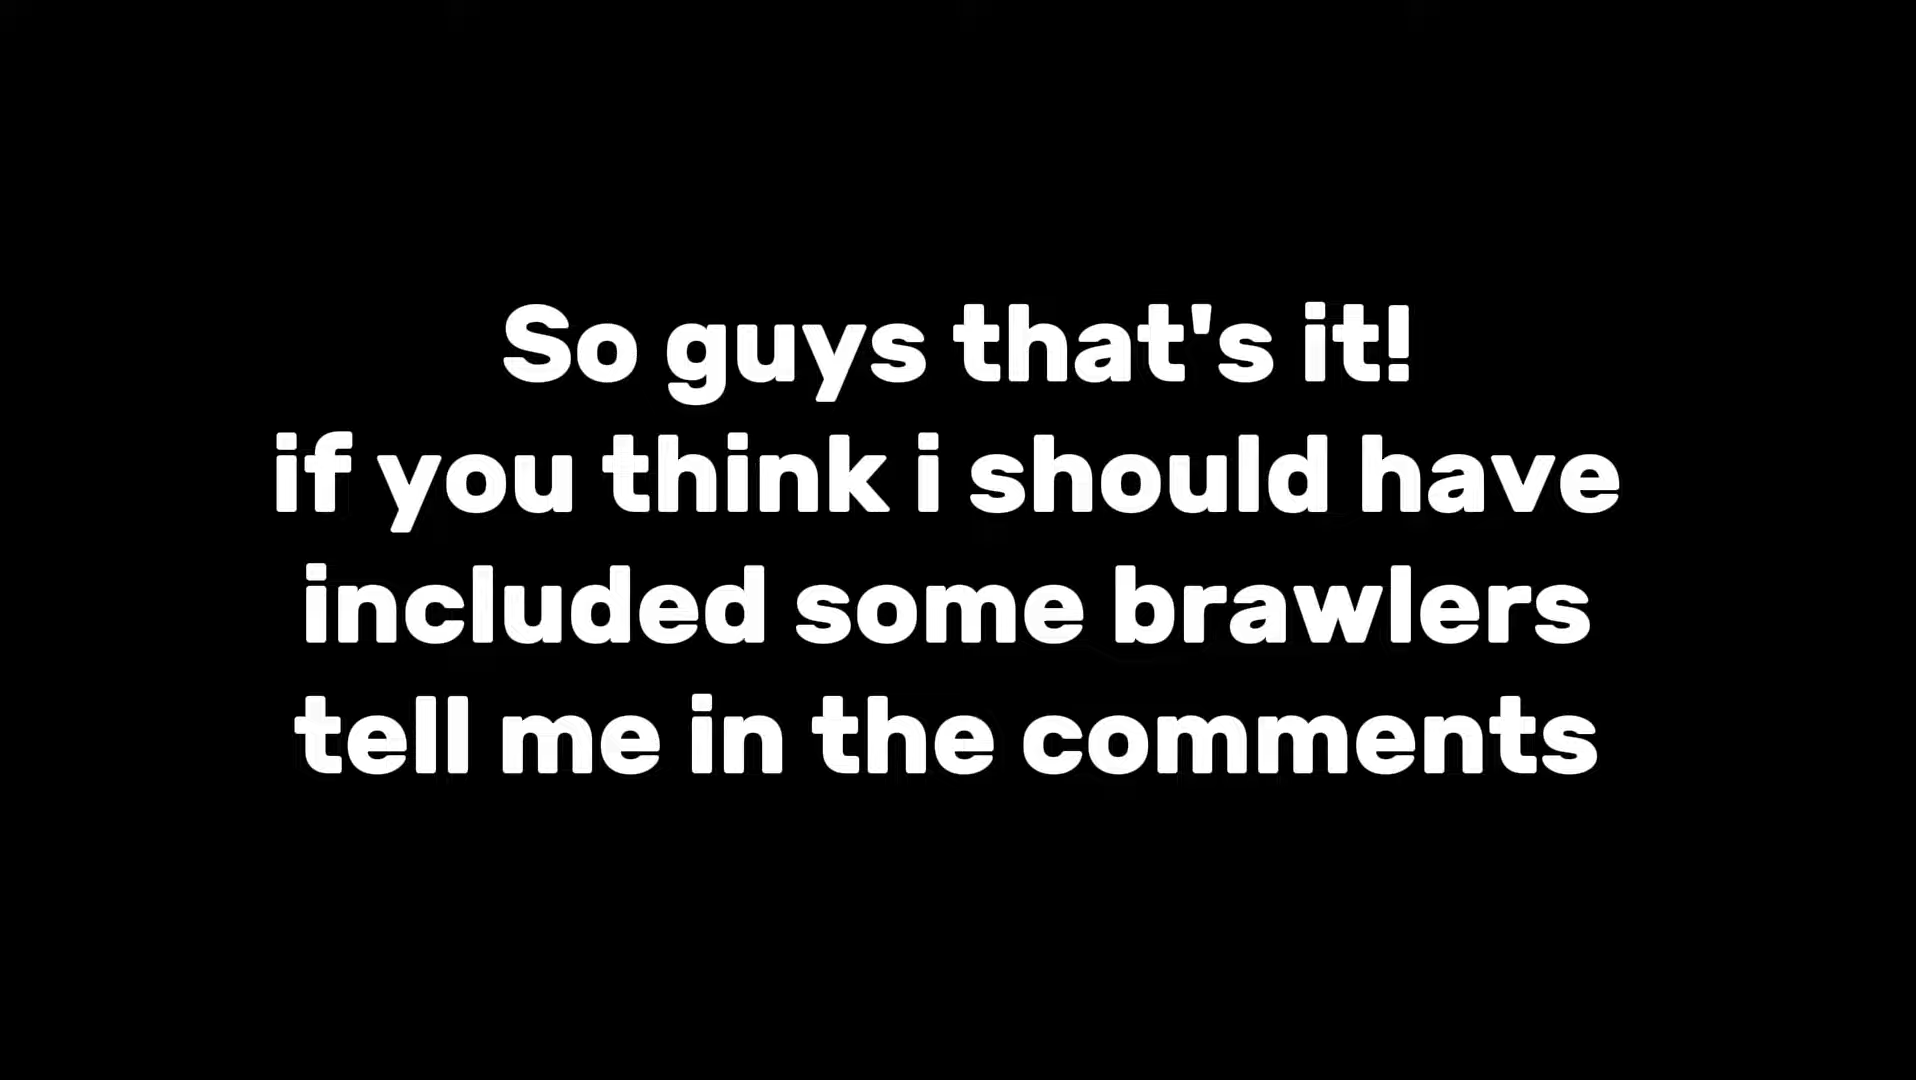 So guys that's it!
if you think i should have
included some brawlers
tell me in the comments